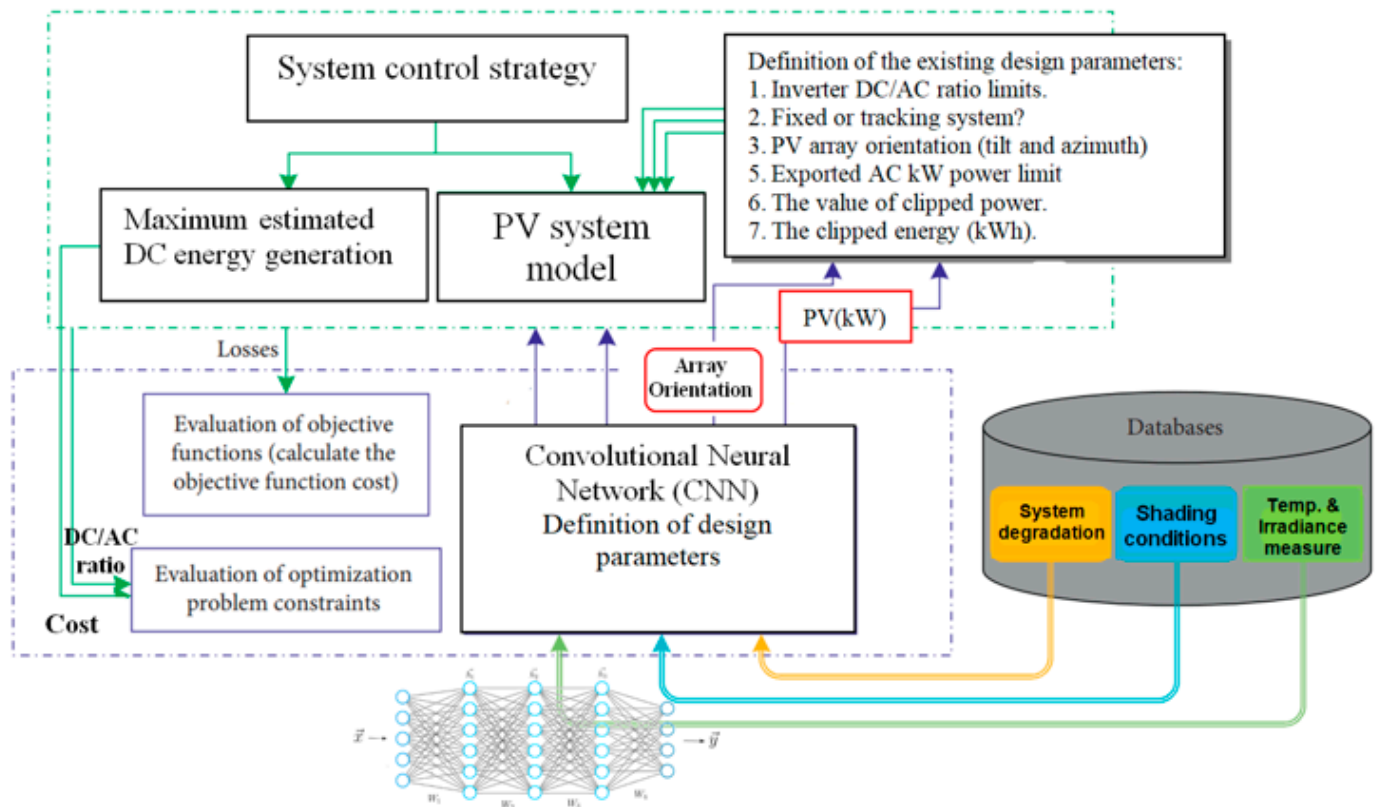 System control strategy
Definition of the existing design parameters:
1. Inverter DC/AC ratio limits.
2. Fixed or tracking system?
3. PV array orientation (tilt and azimuth)
5. Exported AC kW power limit
6. The value of clipped power.
7. The clipped energy (kWh).
Maximum estimated
DC energy generation
PV system
model
PV(kW)
Losses
Array
Orientation
Evaluation of objective
functions (calculate the
objective function cost)
Convolutional Neural
Network (CNN)
Definition of design
parameters
Databases
System
degradation
Shading
conditions
Temp. &
Irradiance
measure
DC/AC
ratio
Evaluation of optimization
problem constraints
Cost